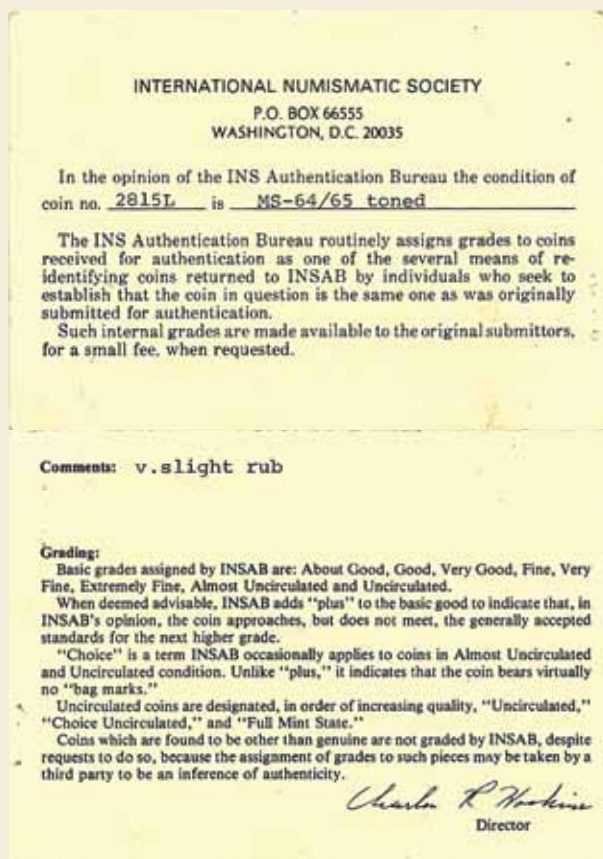 INTERNATIONAL NUMISMATIC SOCIETY
P.O. BOX 66555
WASHINGTON, D.C. 20035
In the opinion of the INS Authentication Bureau the condition of
coin no. 2815L is MS-64/65 toned
The INS Authentication Bureau routinely assigns grades to coins
received for authentication as one of the several means of re-
identifying coins returned to INSAB by individuals who seek to
establish that the coin in question is the same one as was originally
submitted for authentication.
Such internal grades are made available to the original submittors,
for a small fee, when requested.
Comments: v.slight rub
Grading:
Basic grades assigned by INSAB are: About Good, Good, Very Good, Fine, Very
Fine, Extremely Fine, Almost Uncirculated and Uncirculated.
When deemed advisable, INSAB adds "plus" to the basic good to indicate that, in
INSAB's opinion, the coin approaches, but does not meet, the generally accepted
standards for the next higher grade.
"Choice" is a term INSAB occasionally applies to coins in Almost Uncirculated
and Uncirculated condition. Unlike "plus," it indicates that the coin bears virtually
no "bag marks."
Uncirculated coins are designated, in order of increasing quality, "Uncirculated,"
"Choice Uncirculated," and "Full Mint State."
Coins which are found to be other than genuine are not graded by INSAB, despite
requests to do so, because the assignment of grades to such pieces may be taken by a
third party to be an inference of authenticity.
Charles R Hoskins
Director